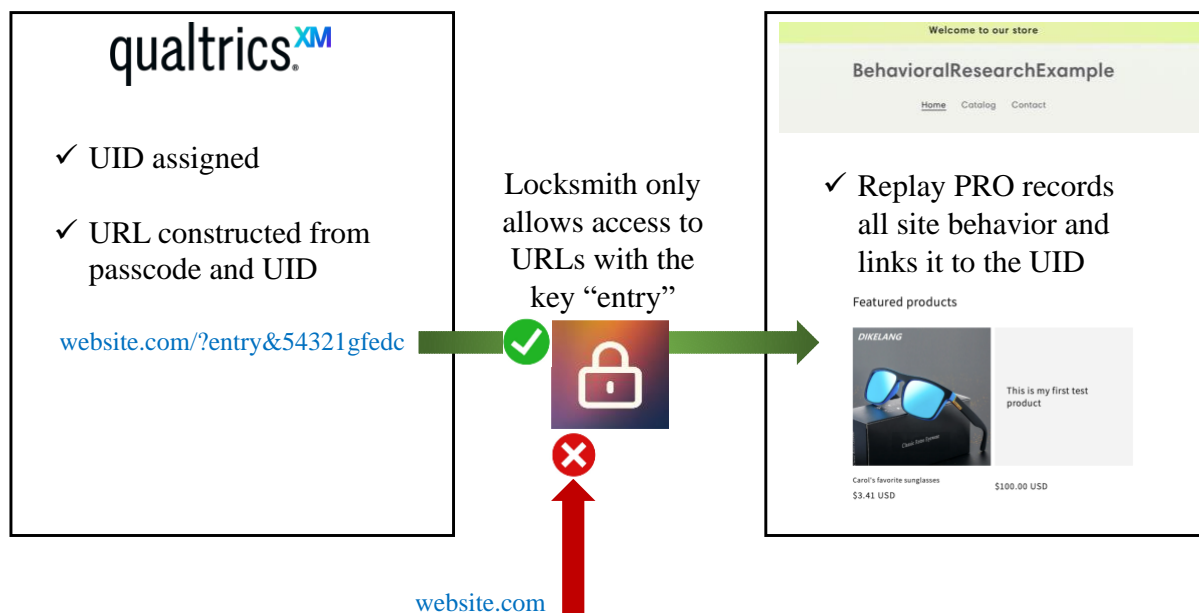 qualtrics.XM
®
✓ UID assigned
✓ URL constructed from
passcode and UID
website.com/?entry&54321gfedc
Locksmith only
allows access to
URLs with the
key “entry”
website.com
Welcome to our store
BehavioralResearchExample
Home Catalog Contact
✓ Replay PRO records
all site behavior and
links it to the UID
Featured products
DIKELANG
Classic Series Eyewear
This is my first test
product
Carol's favorite sunglasses
$3.41 USD
$100.00 USD